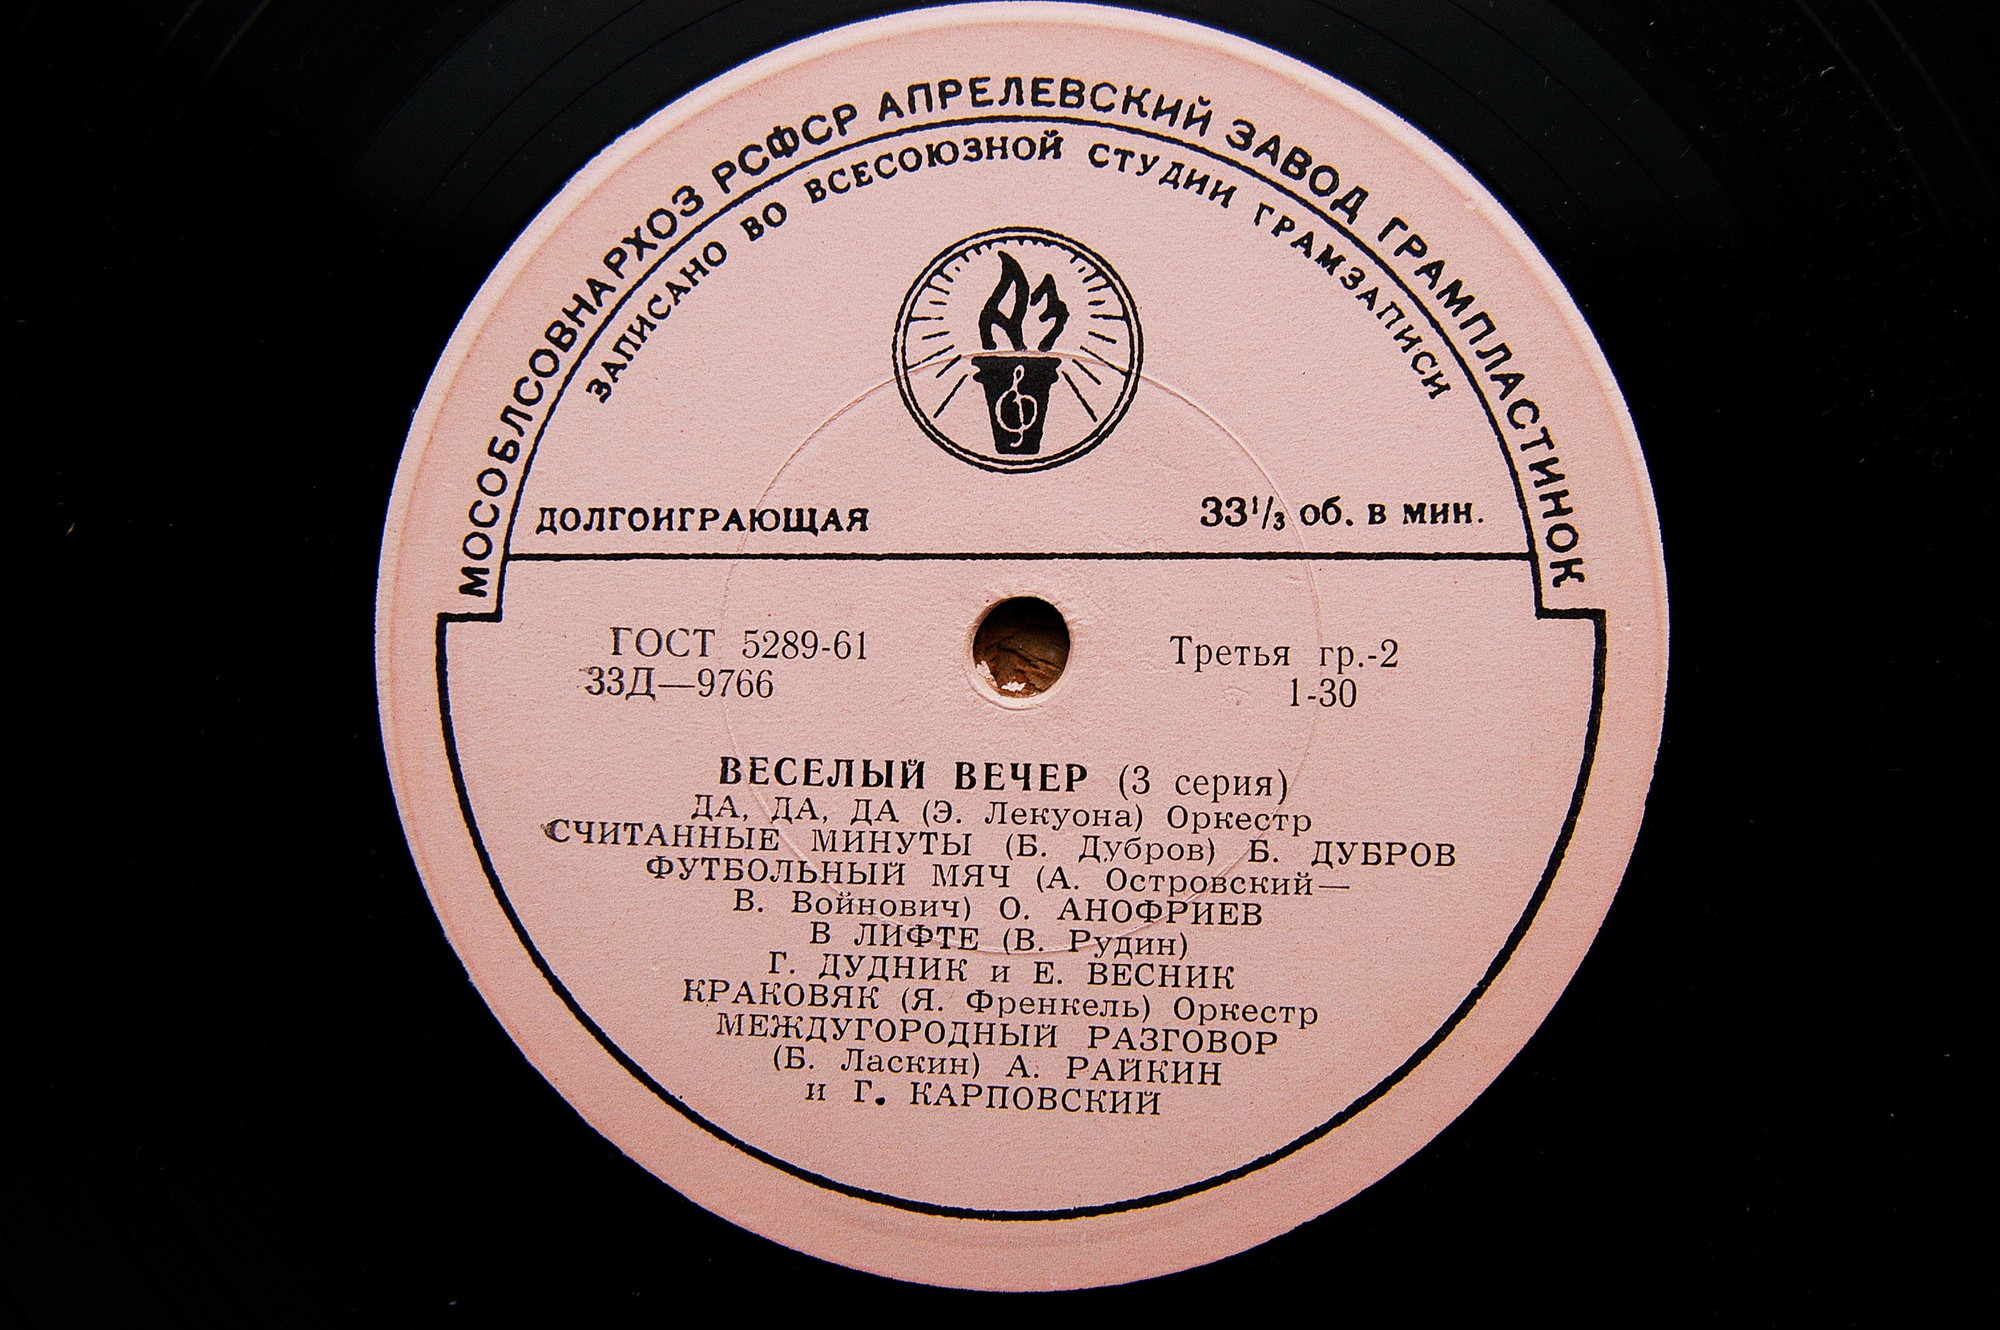 МОСОБЛСОВНАРХОЗ РСФСР АПРЕЛЕВСКИЙ ЗАВОД ГРАМПЛАСТИНОК
ЗАПИСАНО ВО ВСЕСОЮЗНОЙ СТУДИИ ГРАМЗАПИСИ
АЗ
ДОЛГОИГРАЮЩАЯ
33 1/3 об. в мин.
ГОСТ 5289-61
33Д—9766
Третья гр.-2
1-30
ВЕСЕЛЫЙ ВЕЧЕР (3 серия)
ДА, ДА, ДА (Э. Лекуона) Оркестр
СЧИТАННЫЕ МИНУТЫ (Б. Дубров) Б. ДУБРОВ
ФУТБОЛЬНЫЙ МЯЧ (А. Островский—
В. Войнович) О. АНОФРИЕВ
В ЛИФТЕ (В. Рудин)
Г. ДУДНИК и Е. ВЕСНИК
КРАКОВЯК (Я. Френкель) Оркестр
МЕЖДУГОРОДНЫЙ РАЗГОВОР
(Б. Ласкин) А. РАЙКИН
и Г. КАРПОВСКИЙ